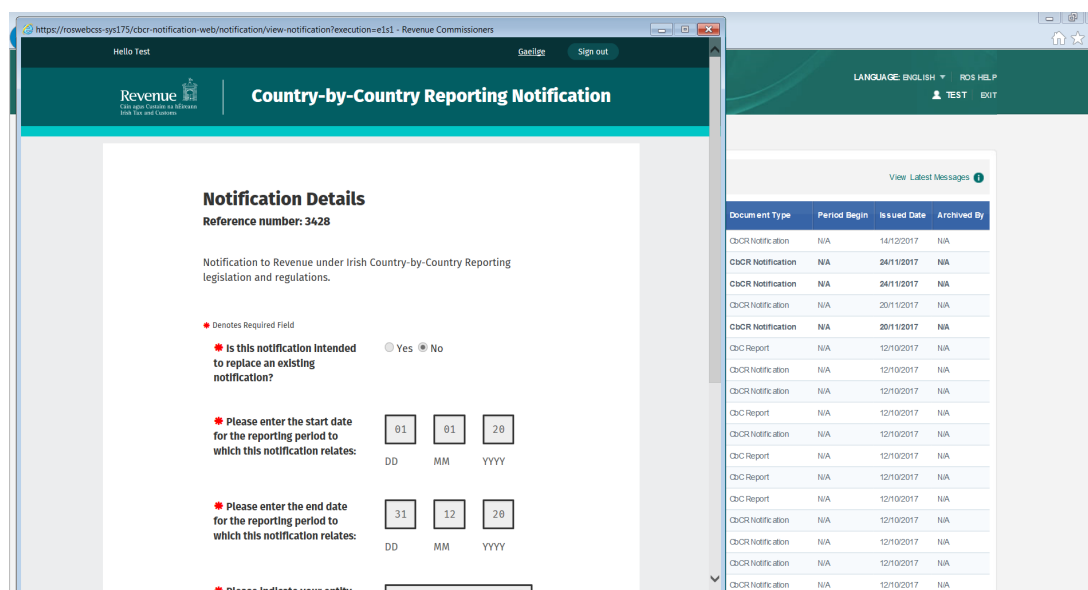 https://roswebcss-sys175/cbcr-notification-web/notification/view-notification?execution=e1s1 - Revenue Commissioners
Hello Test
Gaeilge
Sign out
Revenue
Cáin agus Custaim na hÉireann
Irish Tax and Customs
Country-by-Country Reporting Notification
Notification Details
Reference number: 3428
Notification to Revenue under Irish Country-by-Country Reporting
legislation and regulations.
✱ Denotes Required Field
✱ Is this notification intended
to replace an existing
notification?
Yes No
✱ Please enter the start date
for the reporting period to
which this notification relates:
01 01 20
DD MM YYYY
✱ Please enter the end date
for the reporting period to
which this notification relates:
31 12 20
DD MM YYYY
✱ Please indicate your entity
LANGUAGE: ENGLISH ROS HELP
TEST EXIT
View Latest Messages
Document Type Period Begin Issued Date Archived By
CbCR Notification N/A 14/12/2017 N/A
CbCR Notification N/A 24/11/2017 N/A
CbCR Notification N/A 24/11/2017 N/A
CbCR Notification N/A 20/11/2017 N/A
CbCR Notification N/A 20/11/2017 N/A
CbC Report N/A 12/10/2017 N/A
CbCR Notification N/A 12/10/2017 N/A
CbCR Notification N/A 12/10/2017 N/A
CbC Report N/A 12/10/2017 N/A
CbCR Notification N/A 12/10/2017 N/A
CbC Report N/A 12/10/2017 N/A
CbC Report N/A 12/10/2017 N/A
CbC Report N/A 12/10/2017 N/A
CbCR Notification N/A 12/10/2017 N/A
CbCR Notification N/A 12/10/2017 N/A
CbCR Notification N/A 12/10/2017 N/A
CbCR Notification N/A 12/10/2017 N/A